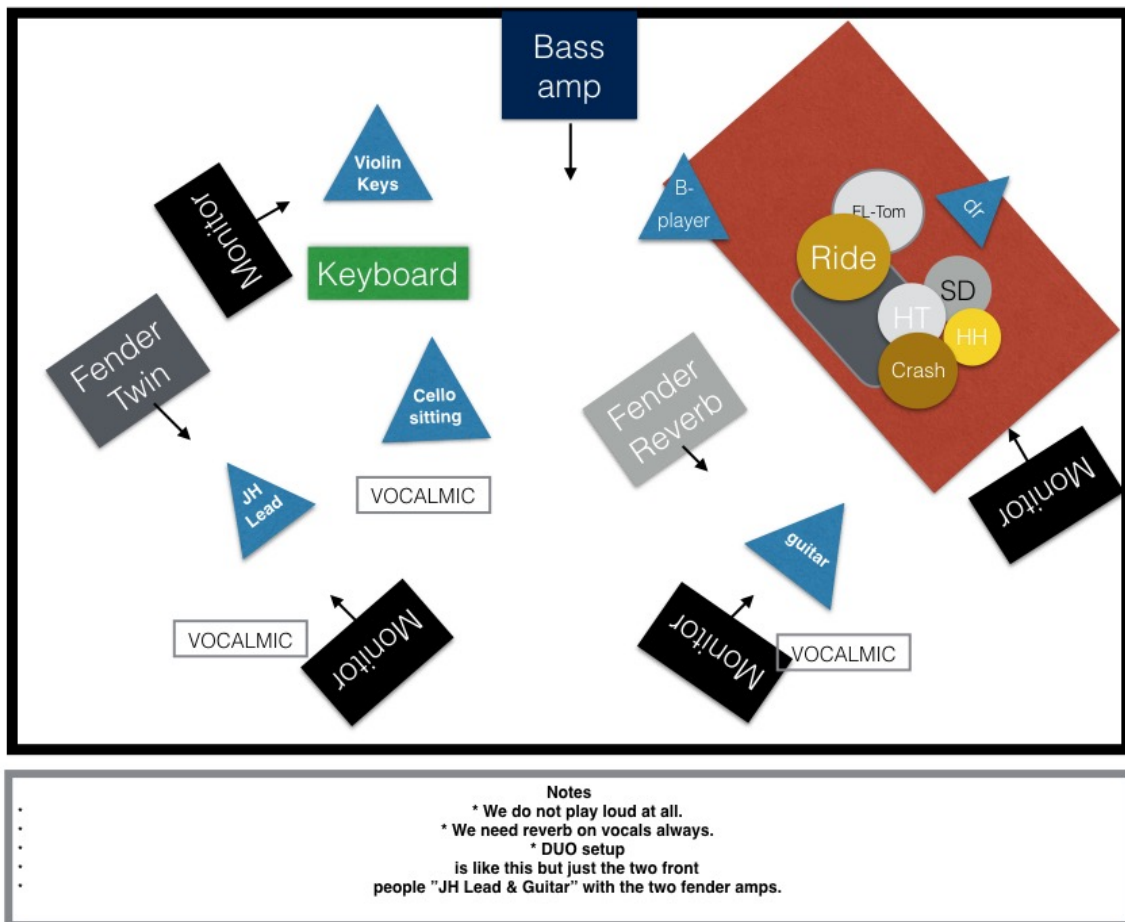 Bass
amp
Violin
Keys
Monitor
Keyboard
B-
player
FL-Tom
dr
Ride
SD
HT
HH
Crash
Fender
Twin
Cello
sitting
Fender
Reverb
VOCALMIC
JH
Lead
Monitor
guitar
VOCALMIC
Monitor
Monitor
VOCALMIC
Notes
* We do not play loud at all.
* We need reverb on vocals always.
* DUO setup
is like this but just the two front
people ”JH Lead & Guitar” with the two fender amps.